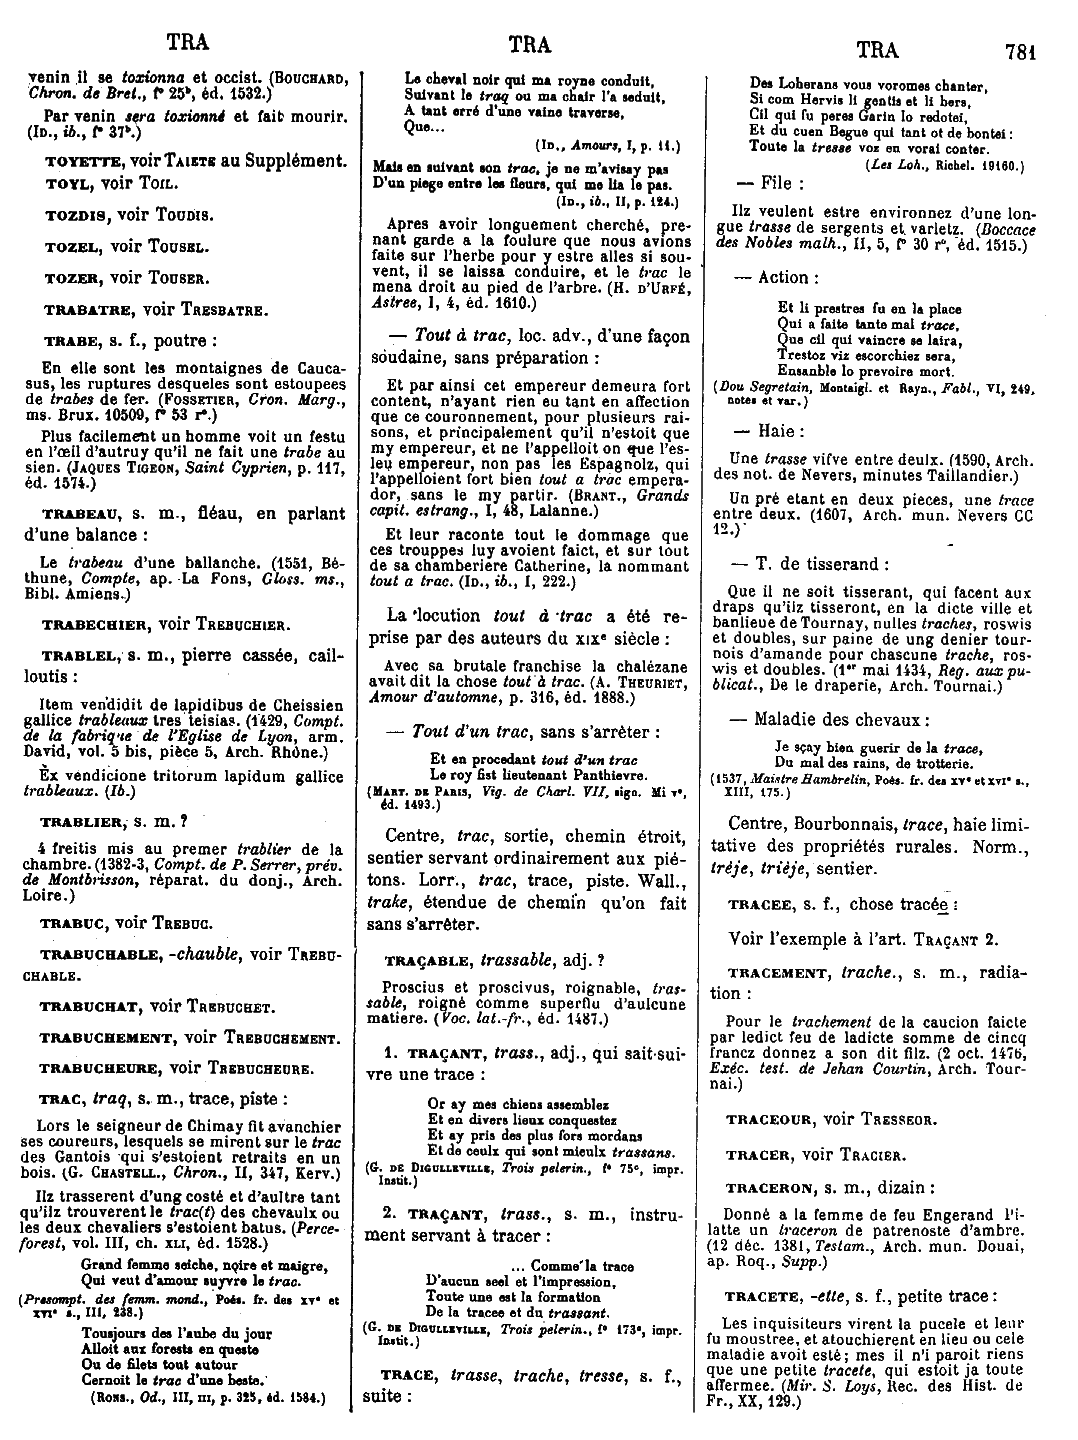 TRA
TRA
TRA
781
venin il se toxionna et occist. (BOUCHARD,
Chron. de Bret., f° 25ᵇ, éd. 1532.)
Par venin sera toxionné et fait mourir.
(ID., ib., f° 37ᵇ.)
TOYETTE, voir TAIETE au Supplément.
TOYL, voir TOIL.
TOZDIS, voir TOUDIS.
TOZEL, voir TOUSEL.
TOZER, voir TOUSER.
TRABATRE, voir TRESBATRE.
TRABE, s. f., poutre :
En elle sont les montaignes de Cauca-
sus, les ruptures desqueles sont estoupees
de trabes de fer. (FOSSETIER, Cron. Marg.,
ms. Brux. 10509, f° 53 r°.)
Plus facilement un homme voit un festu
en l'œil d'autruy qu'il ne fait une trabe au
sien. (JAQUES TIGEON, Saint Cyprien, p. 117,
éd. 1574.)
TRABEAU, s. m., fléau, en parlant
d'une balance :
Le trabeau d'une ballanche. (1551, Bé-
thune, Compte, ap. La Fons, Gloss. ms.,
Bibl. Amiens.)
TRABECHIER, voir TREBUCHIER.
TRABLEL, s. m., pierre cassée, cail-
loutis :
Item vendidit de lapidibus de Cheissien
gallice trableaux tres teisias. (1429, Compt.
de la fabrique de l'Eglise de Lyon, arm.
David, vol. 5 bis, pièce 5, Arch. Rhône.)
Ex vendicione tritorum lapidum gallice
trableaux. (Ib.)
TRABLIER, s. m. ?
4 freitis mis au premer trablier de la
chambre. (1382-3, Compt. de P. Serrer, prév.
de Montbrisson, réparat. du donj., Arch.
Loire.)
TRABUC, voir TREBUC.
TRABUCHABLE, -chauble, voir TREBU-
CHABLE.
TRABUCHAT, voir TREBUCHET.
TRABUCHEMENT, voir TREBUCHEMENT.
TRABUCHEURE, voir TREBUCHEURE.
TRAC, traq, s. m., trace, piste :
Lors le seigneur de Chimay fit avanchier
ses coureurs, lesquels se mirent sur le trac
des Gantois qui s'estoient retraits en un
bois. (G. CHASTELL., Chron., II, 347, Kerv.)
Ilz trasserent d'ung costé et d'aultre tant
qu'ilz trouverent le trac(t) des chevaulx ou
les deux chevaliers s'estoient batus. (Perce-
forest, vol. III, ch. XLI, éd. 1528.)
Grand femme seiche, noire et maigre,
Qui veut d'amour suyvre le trac.
(Presompt. des femm. mond., Poés. fr. des XVᵉ et
XVIᵉ s., III, 238.)
Tousjours des l'aube du jour
Alloit aux forests en queste
Ou de filets tout autour
Cernoit le trac d'une beste.
(RONS., Od., III, III, p. 325, éd. 1584.)
Le cheval noir qui ma royne conduit,
Suivant le traq ou ma chair l'a seduit,
A tant erré d'une vaine traverse,
Que...
(ID., Amours, I, p. 11.)
Mais en suivant son trac, je ne m'avisay pas
D'un piege entre les fleurs, qui me lia le pas.
(ID., ib., II, p. 124.)
Apres avoir longuement cherché, pre-
nant garde a la foulure que nous avions
faite sur l'herbe pour y estre alles si sou-
vent, il se laissa conduire, et le trac le
mena droit au pied de l'arbre. (H. D'URFÉ,
Astree, I, 4, éd. 1610.)
— Tout à trac, loc. adv., d'une façon
soudaine, sans préparation :
Et par ainsi cet empereur demeura fort
content, n'ayant rien eu tant en affection
que ce couronnement, pour plusieurs rai-
sons, et principalement qu'il n'estoit que
my empereur, et ne l'appelloit on que l'es-
leu empereur, non pas les Espagnolz, qui
l'appelloient fort bien tout a trac empera-
dor, sans le my partir. (BRANT., Grands
capit. estrang., I, 48, Lalanne.)
Et leur raconte tout le dommage que
ces trouppes luy avoient faict, et sur tout
de sa chamberiere Catherine, la nommant
tout a trac. (ID., ib., I, 222.)
La locution tout à trac a été re-
prise par des auteurs du XIXᵉ siècle :
Avec sa brutale franchise la chalézane
avait dit la chose tout à trac. (A. THEURIET,
Amour d'automne, p. 316, éd. 1888.)
— Tout d'un trac, sans s'arrêter :
Et en procedant tout d'un trac
Le roy fist lieutenant Panthievre.
(MART. DE PARIS, Vig. de Charl. VII, sign. Mi v°,
éd. 1493.)
Centre, trac, sortie, chemin étroit,
sentier servant ordinairement aux pié-
tons. Lorr., trac, trace, piste. Wall.,
trake, étendue de chemin qu'on fait
sans s'arrêter.
TRAÇABLE, trassable, adj. ?
Proscius et proscivus, roignable, tras-
sable, roigné comme superflu d'aulcune
matiere. (Voc. lat.-fr., éd. 1487.)
1. TRAÇANT, trass., adj., qui sait sui-
vre une trace :
Or ay mes chiens assemblez
Et en divers lieux conquestez
Et ay pris des plus fors mordans
Et de ceulx qui sont mieulx trassans.
(G. DE DIGULLEVILLE, Trois pelerin., f° 75ᶜ, impr.
Instit.)
2. TRAÇANT, trass., s. m., instru-
ment servant à tracer :
... Comme la trace
D'aucun seel et l'impression,
Toute une est la formation
De la tracee et du trassant.
(G. DE DIGULLEVILLE, Trois pelerin., f° 173ᵃ, impr.
Instit.)
TRACE, trasse, trache, tresse, s. f.,
suite :
Des Loherans vous voromes chanter,
Si com Hervis li gentis et li bers,
Cil qui fu peres Garin lo redotei,
Et du cuen Begue qui tant ot de bontei :
Toute la tresse voz en vorai conter.
(Les Loh., Richel. 19160.)
— File :
Ilz veulent estre environnez d'une lon-
gue trasse de sergents et varletz. (Boccace
des Nobles malh., II, 5, f° 30 r°, éd. 1515.)
— Action :
Et li prestres fu en la place
Qui a faite tante mal trace,
Que cil qui vaincre se laira,
Trestoz viz escorchiez sera,
Ensanble lo prevoire mort.
(Dou Segretain, Montaigl. et Rayn., Fabl., VI, 249,
notes et var.)
— Haie :
Une trasse vifve entre deulx. (1590, Arch.
des not. de Nevers, minutes Taillandier.)
Un pré etant en deux pieces, une trace
entre deux. (1607, Arch. mun. Nevers CC
12.)
— T. de tisserand :
Que il ne soit tisserant, qui facent aux
draps qu'ilz tisseront, en la dicte ville et
banlieue de Tournay, nulles traches, roswis
et doubles, sur paine de ung denier tour-
nois d'amande pour chascune trache, ros-
wis et doubles. (1ᵉʳ mai 1434, Reg. aux pu-
blicat., De le draperie, Arch. Tournai.)
— Maladie des chevaux :
Je sçay bien guerir de la trace,
Du mal des rains, de trotterie.
(1537, Maistre Hambrelin, Poés. fr. des XVᵉ et XVIᵉ s.,
XIII, 175.)
Centre, Bourbonnais, trace, haie limi-
tative des propriétés rurales. Norm.,
trèje, trièje, sentier.
TRACEE, s. f., chose tracée :
Voir l'exemple à l'art. TRAÇANT 2.
TRACEMENT, trache., s. m., radia-
tion :
Pour le trachement de la caucion faicte
par ledict feu de ladicte somme de cincq
francz donnez a son dit filz. (2 oct. 1476,
Exéc. test. de Jehan Courtin, Arch. Tour-
nai.)
TRACEOUR, voir TRESSEOR.
TRACER, voir TRACIER.
TRACERON, s. m., dizain :
Donné a la femme de feu Engerand l'i-
latte un traceron de patrenoste d'ambre.
(12 déc. 1381, Testam., Arch. mun. Douai,
ap. Roq., Supp.)
TRACETE, -ette, s. f., petite trace :
Les inquisiteurs virent la pucele et leur
fu moustree, et atouchierent en lieu ou cele
maladie avoit esté ; mes il n'i paroit riens
que une petite tracete, qui estoit ja toute
affermee. (Mir. S. Loys, Rec. des Hist. de
Fr., XX, 129.)